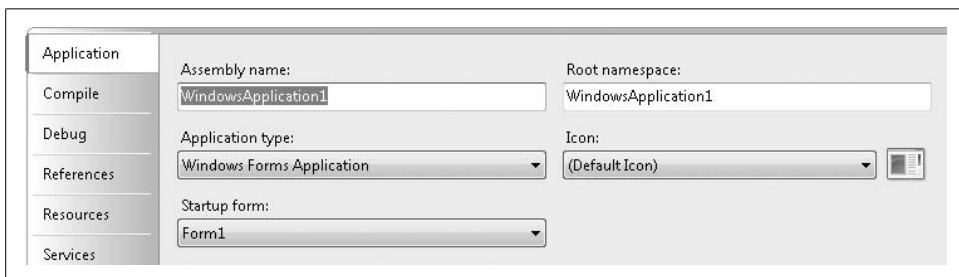 Application
Compile
Debug
References
Resources
Services
Assembly name:
WindowsApplication1
Root namespace:
WindowsApplication1
Application type:
Windows Forms Application
Icon:
(Default Icon)
Startup form:
Form1